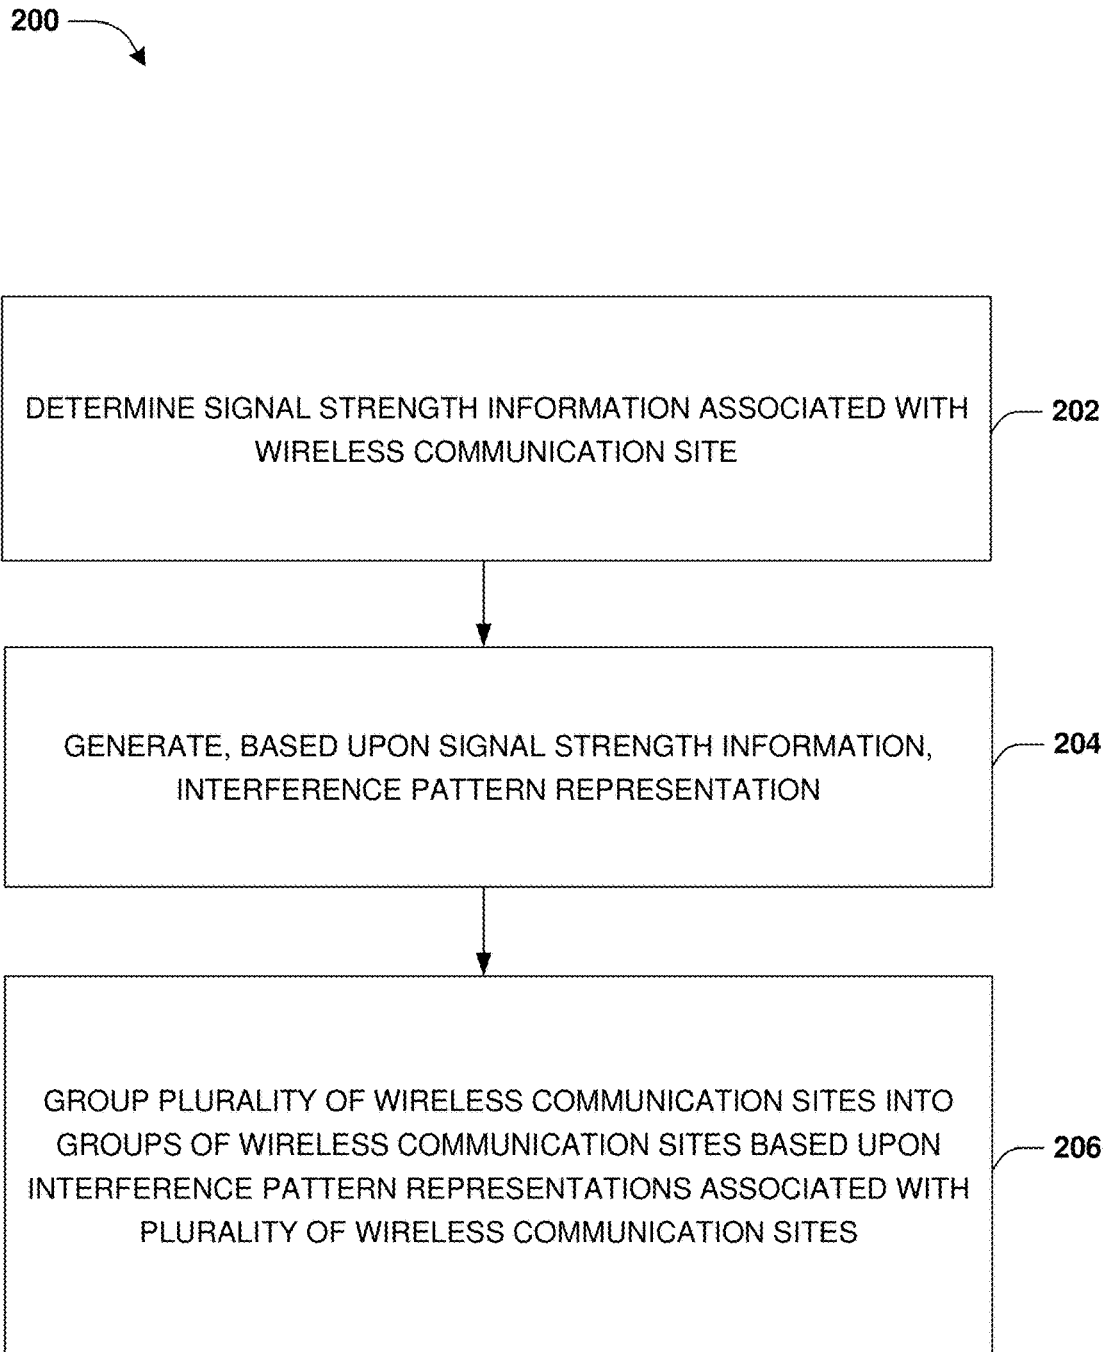 200
DETERMINE SIGNAL STRENGTH INFORMATION ASSOCIATED WITH
WIRELESS COMMUNICATION SITE
202
GENERATE, BASED UPON SIGNAL STRENGTH INFORMATION,
INTERFERENCE PATTERN REPRESENTATION
204
GROUP PLURALITY OF WIRELESS COMMUNICATION SITES INTO
GROUPS OF WIRELESS COMMUNICATION SITES BASED UPON
INTERFERENCE PATTERN REPRESENTATIONS ASSOCIATED WITH
PLURALITY OF WIRELESS COMMUNICATION SITES
206